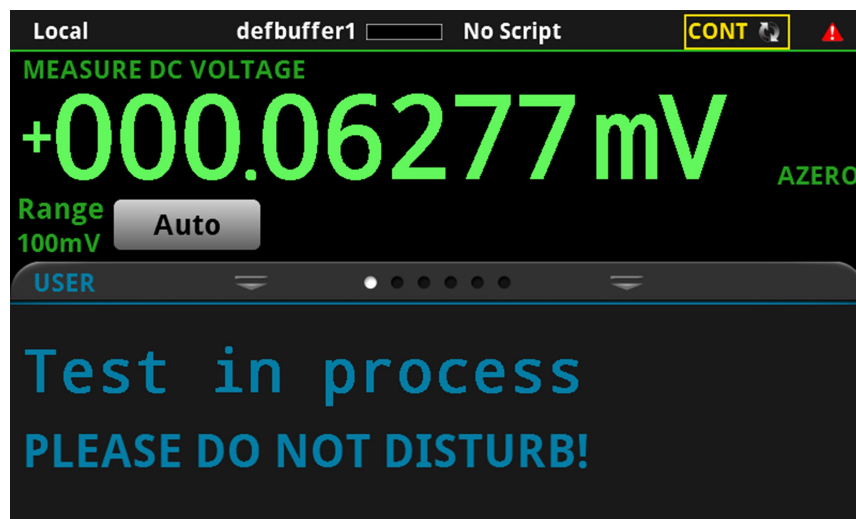 Local defbuffer1 No Script CONT
MEASURE DC VOLTAGE
+000.06277 mV
AZERO
Range Auto
100mV
USER
Test in process
PLEASE DO NOT DISTURB!